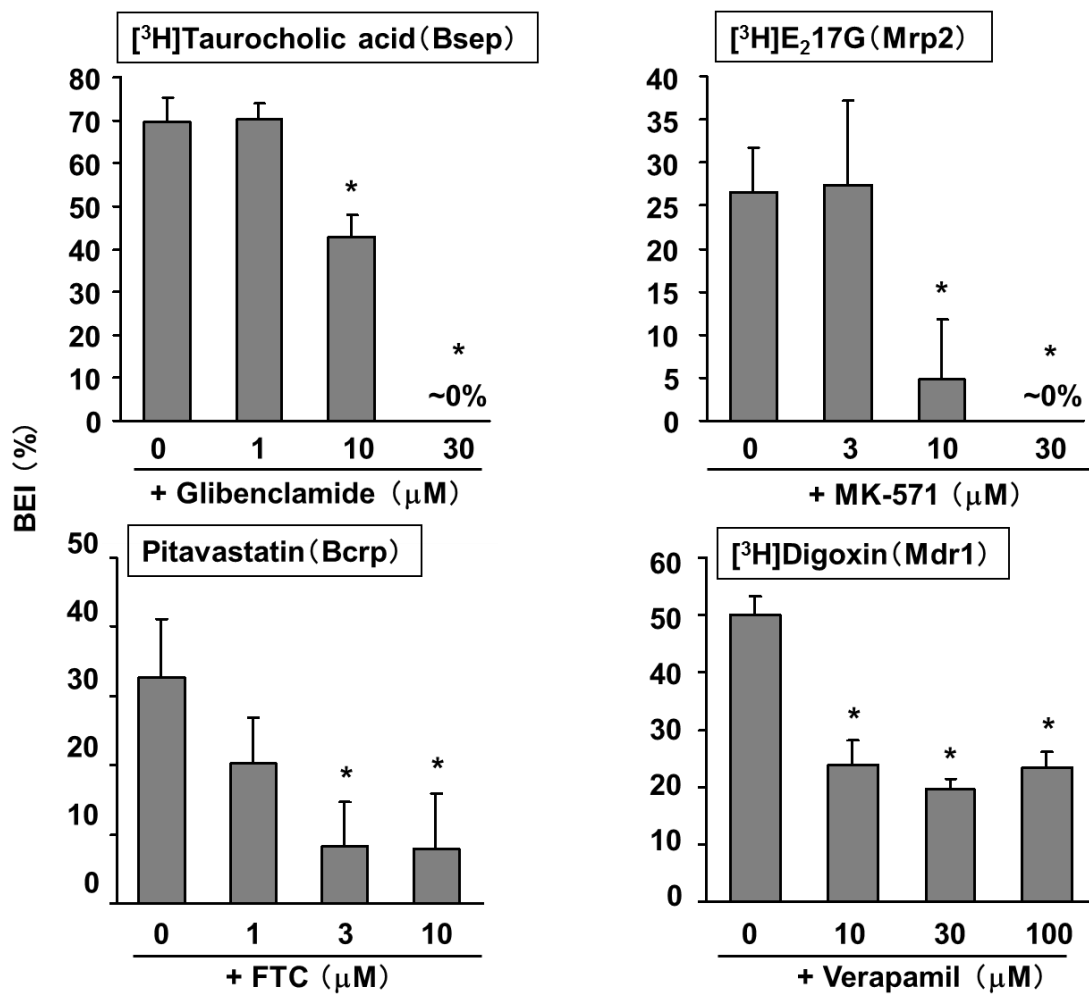 [³H]Taurocholic acid(Bsep)
80
70
60
50
40
30
20
10
0
*
*
~0%
0 1 10 30
+ Glibenclamide (μM)
[³H]E₂17G(Mrp2)
40
35
30
25
20
15
10
5
0
*
*
~0%
0 3 10 30
+ MK-571 (μM)
BEI (%)
Pitavastatin(Bcrp)
50
40
30
20
10
0
* *
0 1 3 10
+ FTC (μM)
[³H]Digoxin(Mdr1)
60
50
40
30
20
10
0
* * *
0 10 30 100
+ Verapamil (μM)